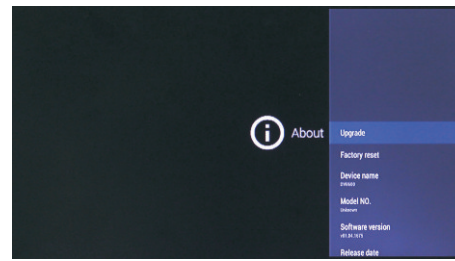 About
Upgrade
Factory reset
Device name
Model NO.
Unknown
Software version
Release date